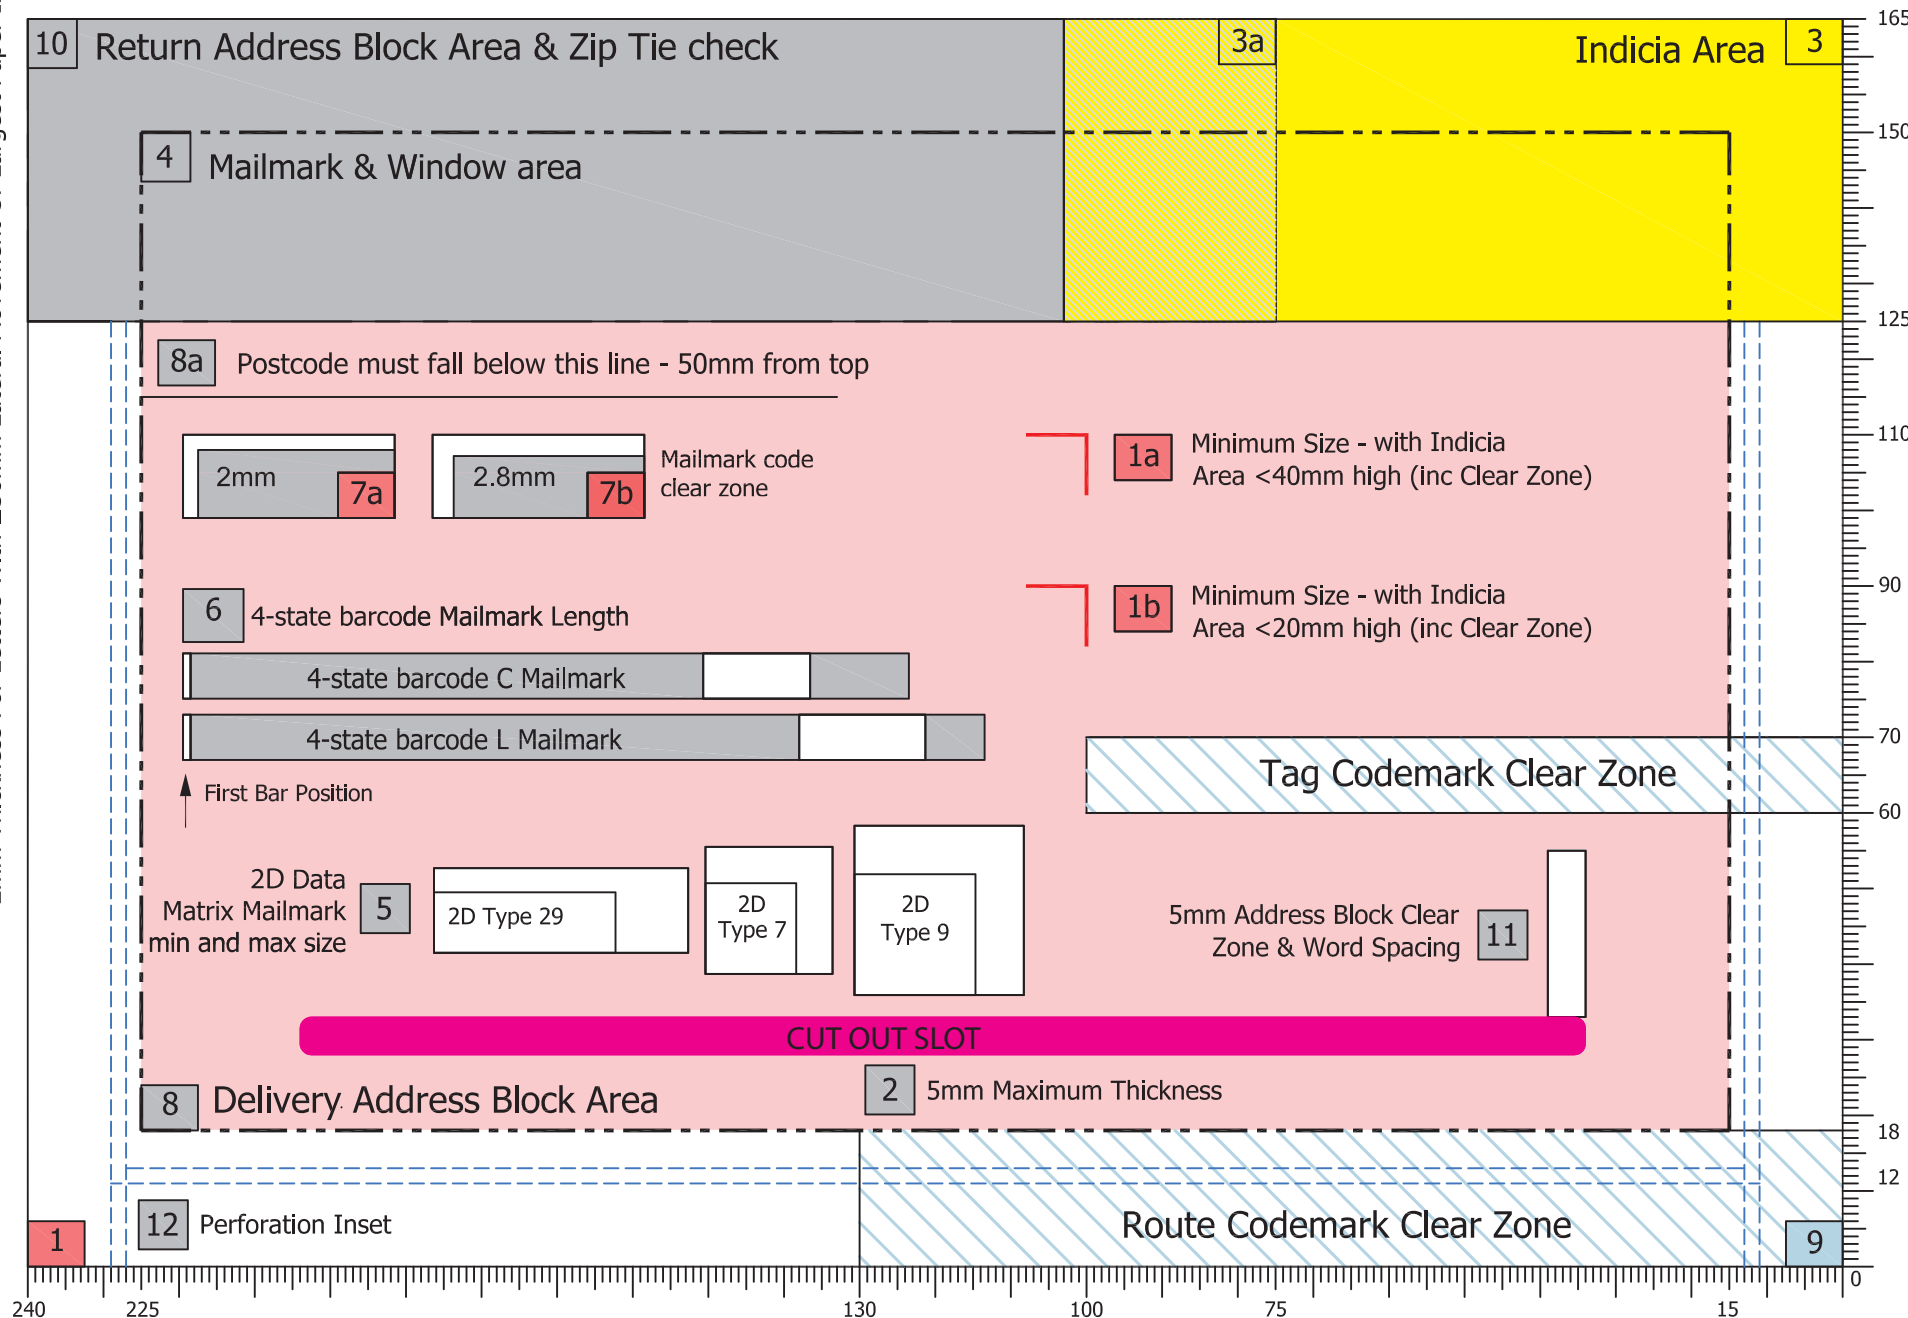 10 Return Address Block Area & Zip Tie check
3a
Indicia Area 3
165
4 Mailmark & Window area
150
125
8a Postcode must fall below this line - 50mm from top
2mm 7a
2.8mm 7b
Mailmark code
clear zone
1a Minimum Size - with Indicia
Area <40mm high (inc Clear Zone)
110
6 4-state barcode Mailmark Length
1b Minimum Size - with Indicia
Area <20mm high (inc Clear Zone)
90
4-state barcode C Mailmark
4-state barcode L Mailmark
First Bar Position
70
Tag Codemark Clear Zone
60
2D Data
Matrix Mailmark
min and max size
5
2D Type 29
2D
Type 7
2D
Type 9
5mm Address Block Clear
Zone & Word Spacing
11
CUT OUT SLOT
8 Delivery Address Block Area
2 5mm Maximum Thickness
18
12
1
12 Perforation Inset
Route Codemark Clear Zone
9
0
240 225 130 100 75 15